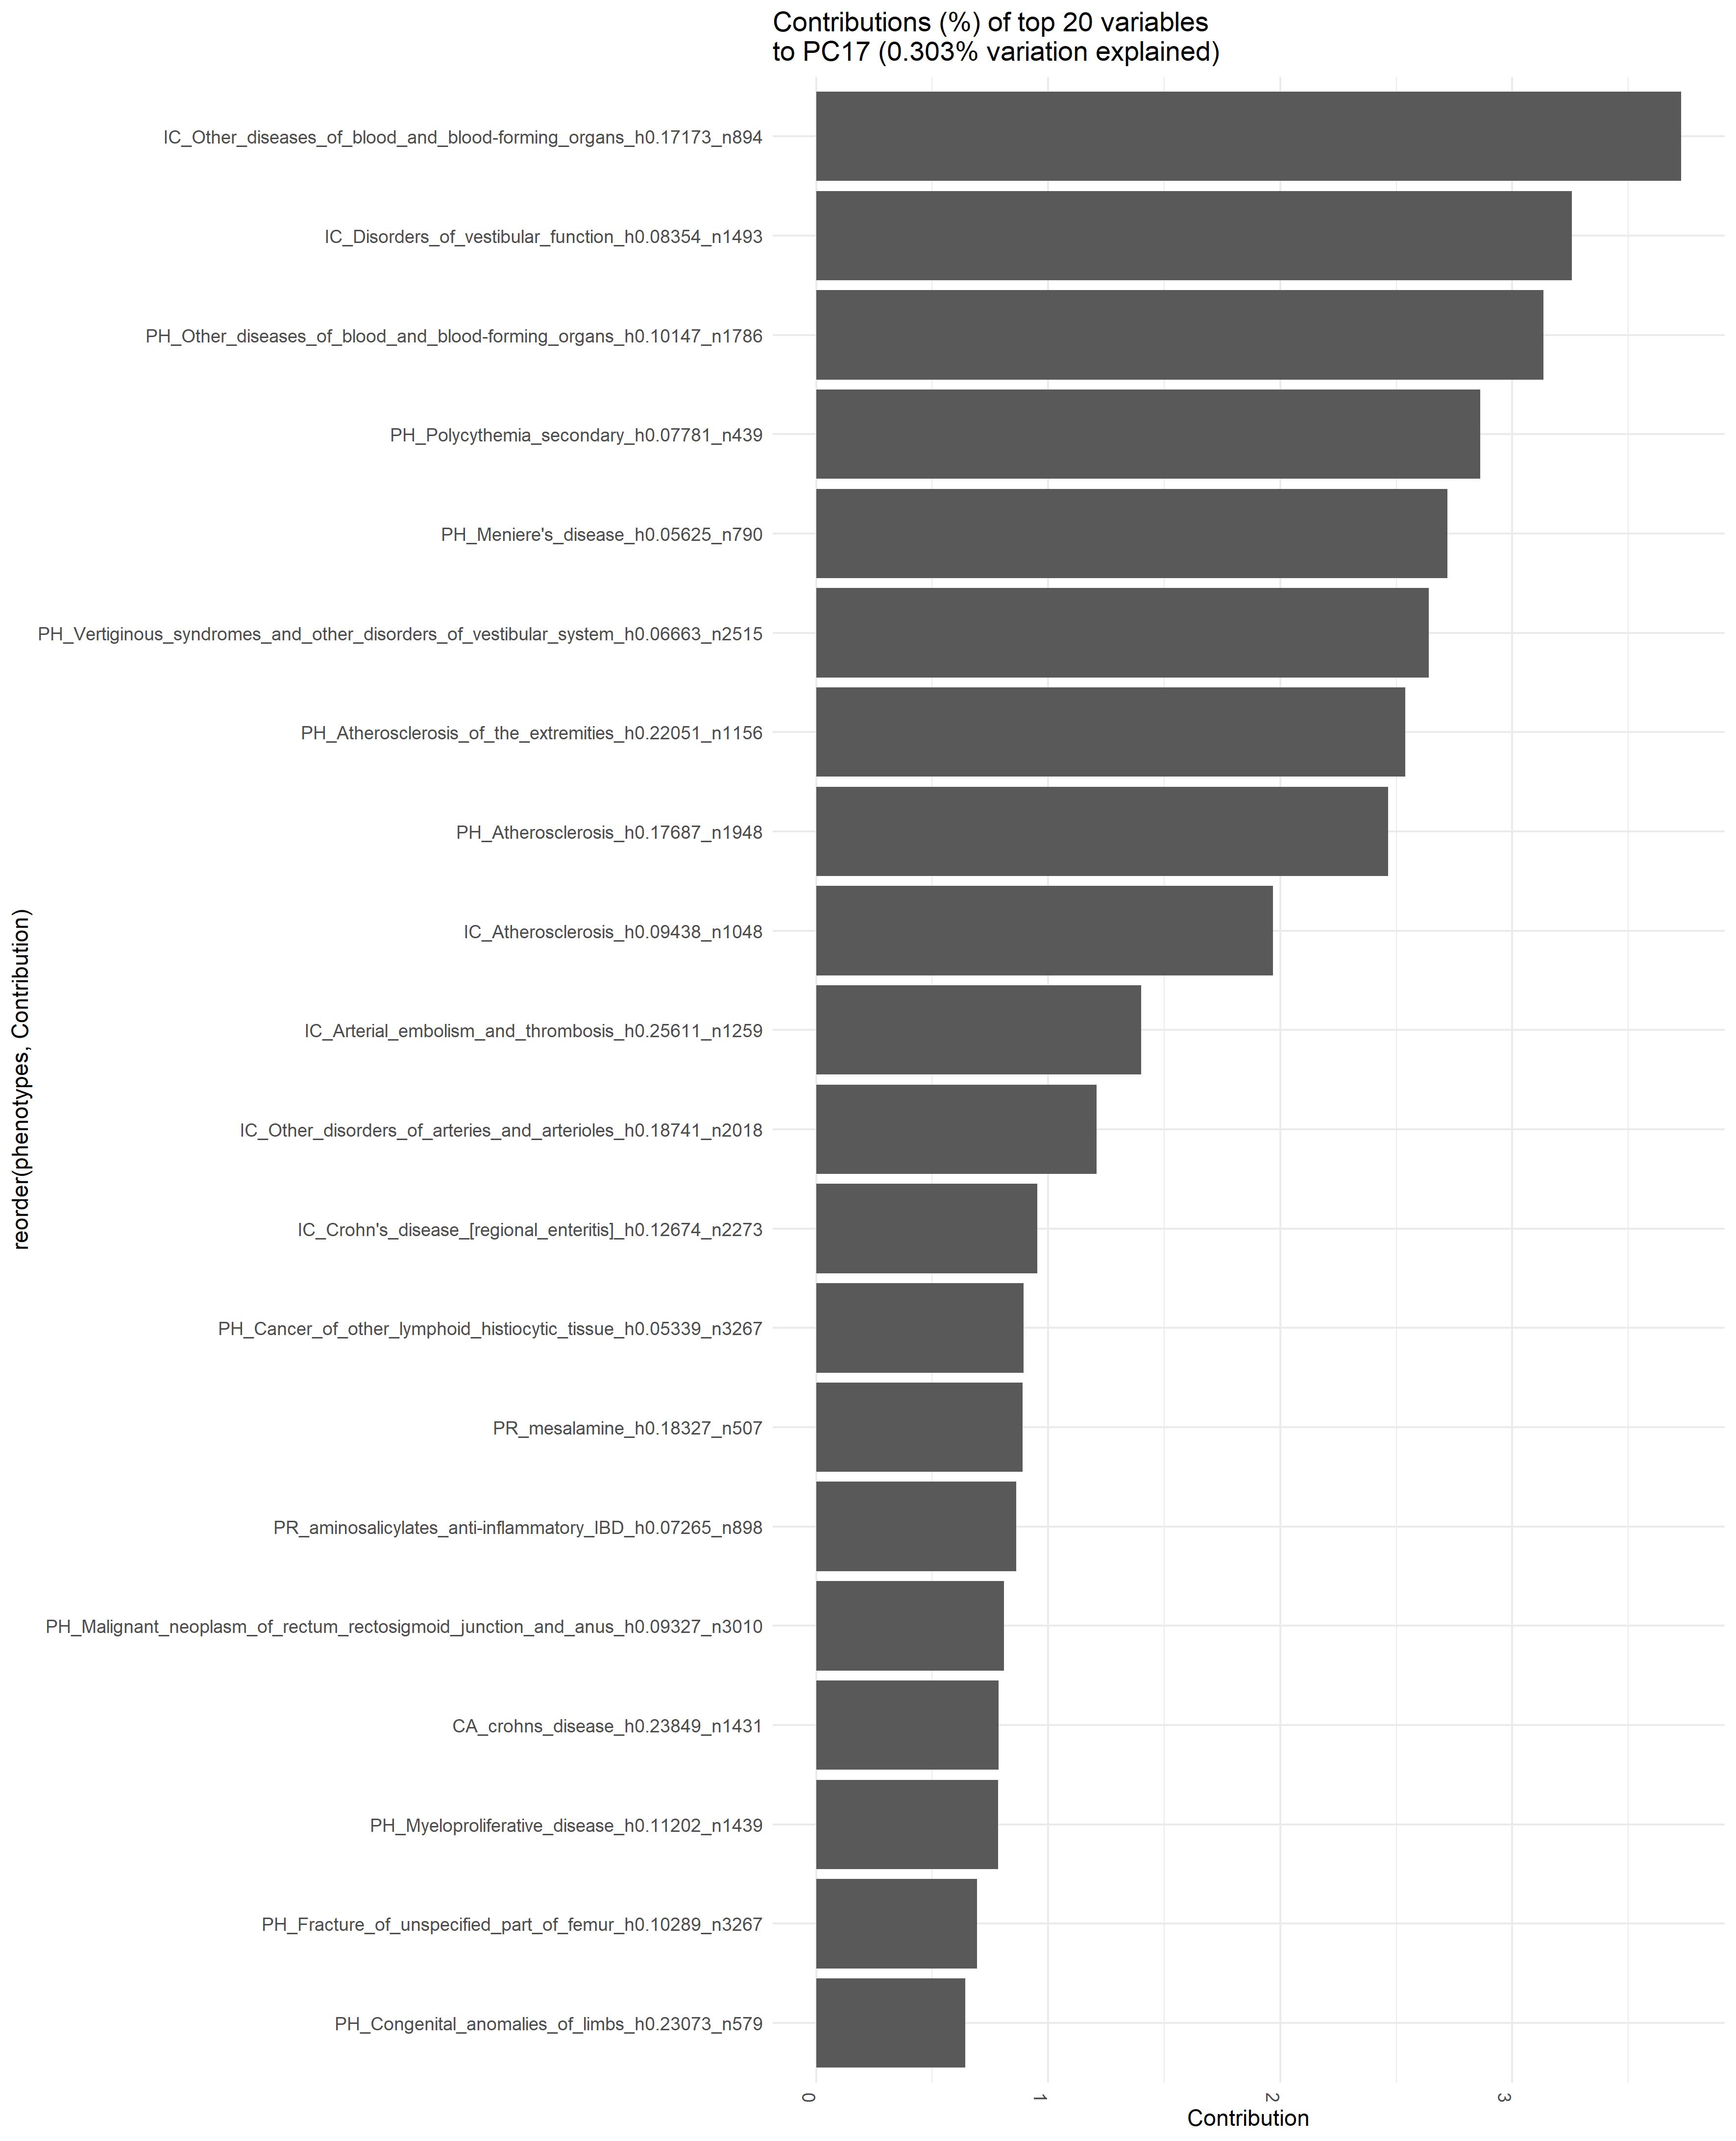 Contributions (%) of top 20 variables
to PC17 (0.303% variation explained)
IC_Other_diseases_of_blood_and_blood-forming_organs_h0.17173_n894
IC_Disorders_of_vestibular_function_h0.08354_n1493
PH_Other_diseases_of_blood_and_blood-forming_organs_h0.10147_n1786
PH_Polycythemia_secondary_h0.07781_n439
PH_Meniere's_disease_h0.05625_n790
PH_Vertiginous_syndromes_and_other_disorders_of_vestibular_system_h0.06663_n2515
PH_Atherosclerosis_of_the_extremities_h0.22051_n1156
PH_Atherosclerosis_h0.17687_n1948
IC_Atherosclerosis_h0.09438_n1048
IC_Arterial_embolism_and_thrombosis_h0.25611_n1259
IC_Other_disorders_of_arteries_and_arterioles_h0.18741_n2018
IC_Crohn's_disease_[regional_enteritis]_h0.12674_n2273
PH_Cancer_of_other_lymphoid_histiocytic_tissue_h0.05339_n3267
PR_mesalamine_h0.18327_n507
PR_aminosalicylates_anti-inflammatory_IBD_h0.07265_n898
PH_Malignant_neoplasm_of_rectum_rectosigmoid_junction_and_anus_h0.09327_n3010
CA_crohns_disease_h0.23849_n1431
PH_Myeloproliferative_disease_h0.11202_n1439
PH_Fracture_of_unspecified_part_of_femur_h0.10289_n3267
PH_Congenital_anomalies_of_limbs_h0.23073_n579
reorder(phenotypes, Contribution)
0 1 2 3
Contribution